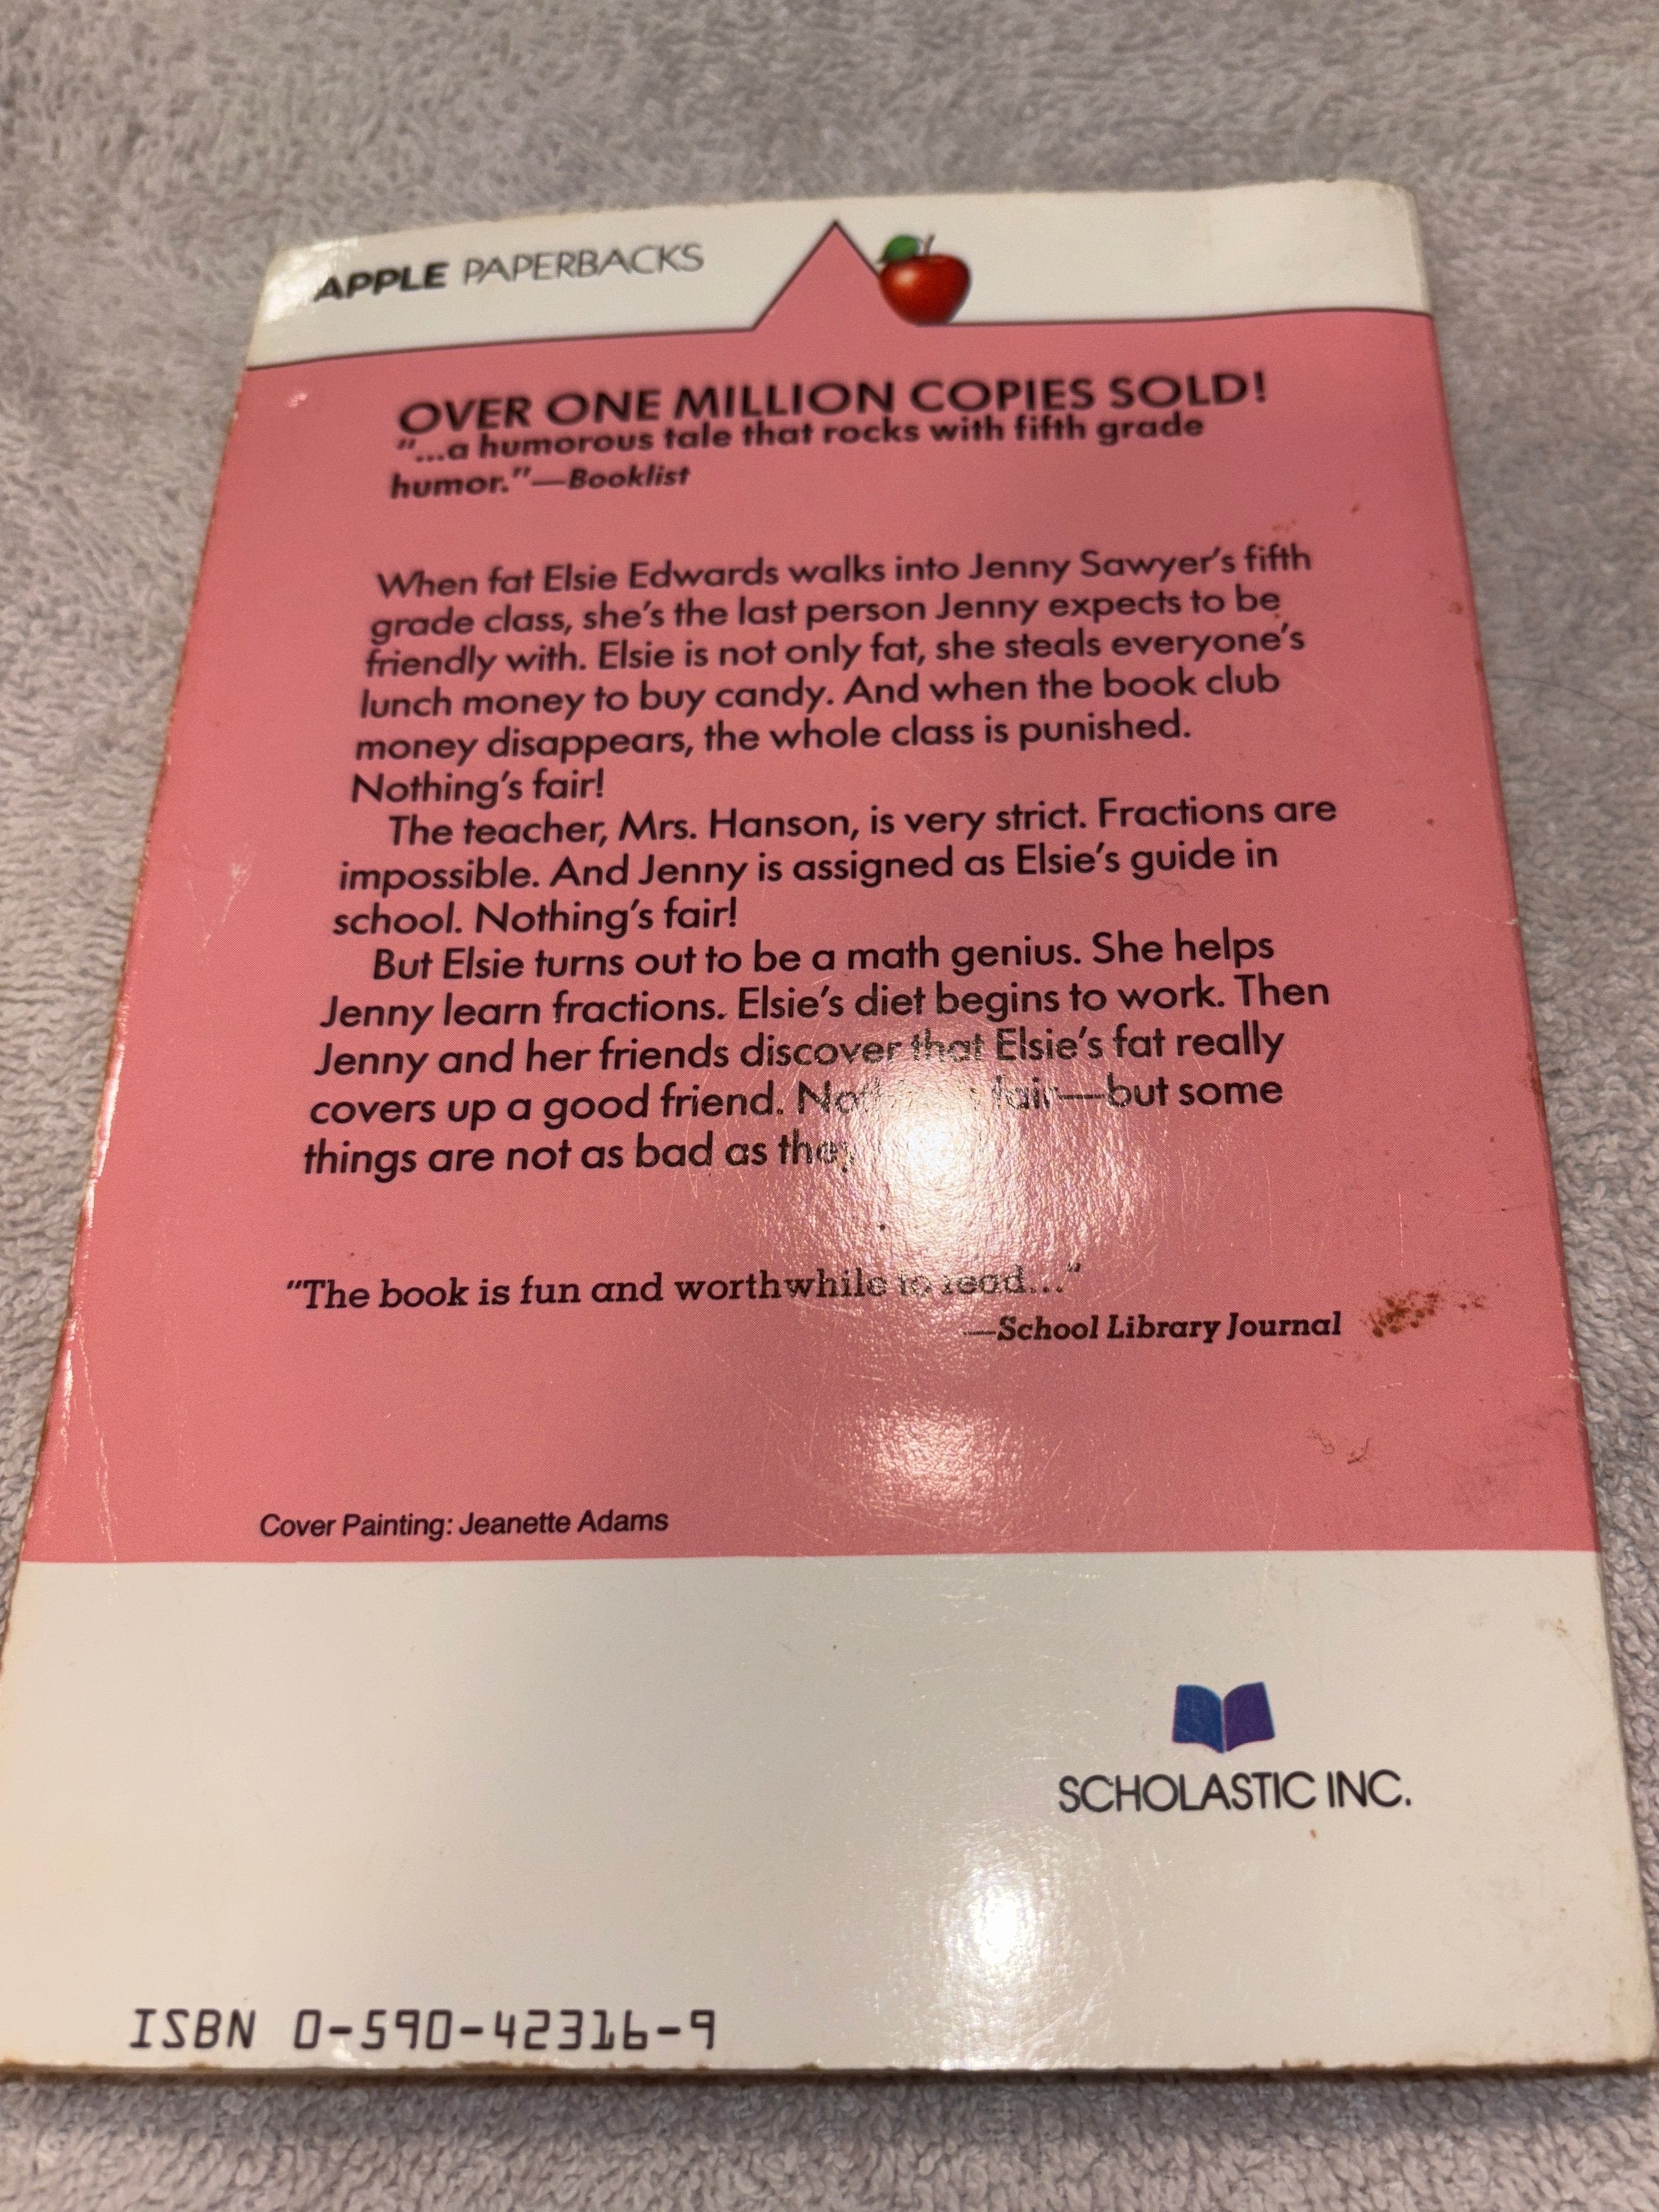 APPLE PAPERBACKS
OVER ONE MILLION COPIES SOLD!
"...a humorous tale that rocks with fifth grade
humor."—Booklist
When fat Elsie Edwards walks into Jenny Sawyer's fifth
grade class, she's the last person Jenny expects to be
friendly with. Elsie is not only fat, she steals everyone's
lunch money to buy candy. And when the book club
money disappears, the whole class is punished.
Nothing's fair!
The teacher, Mrs. Hanson, is very strict. Fractions are
impossible. And Jenny is assigned as Elsie's guide in
school. Nothing's fair!
But Elsie turns out to be a math genius. She helps
Jenny learn fractions. Elsie's diet begins to work. Then
Jenny and her friends discover that Elsie's fat really
covers up a good friend. fair—but some
things are not as bad as they
"The book is fun and worthwhile to read..."
—School Library Journal
Cover Painting: Jeanette Adams
SCHOLASTIC INC.
ISBN 0-590-42316-9